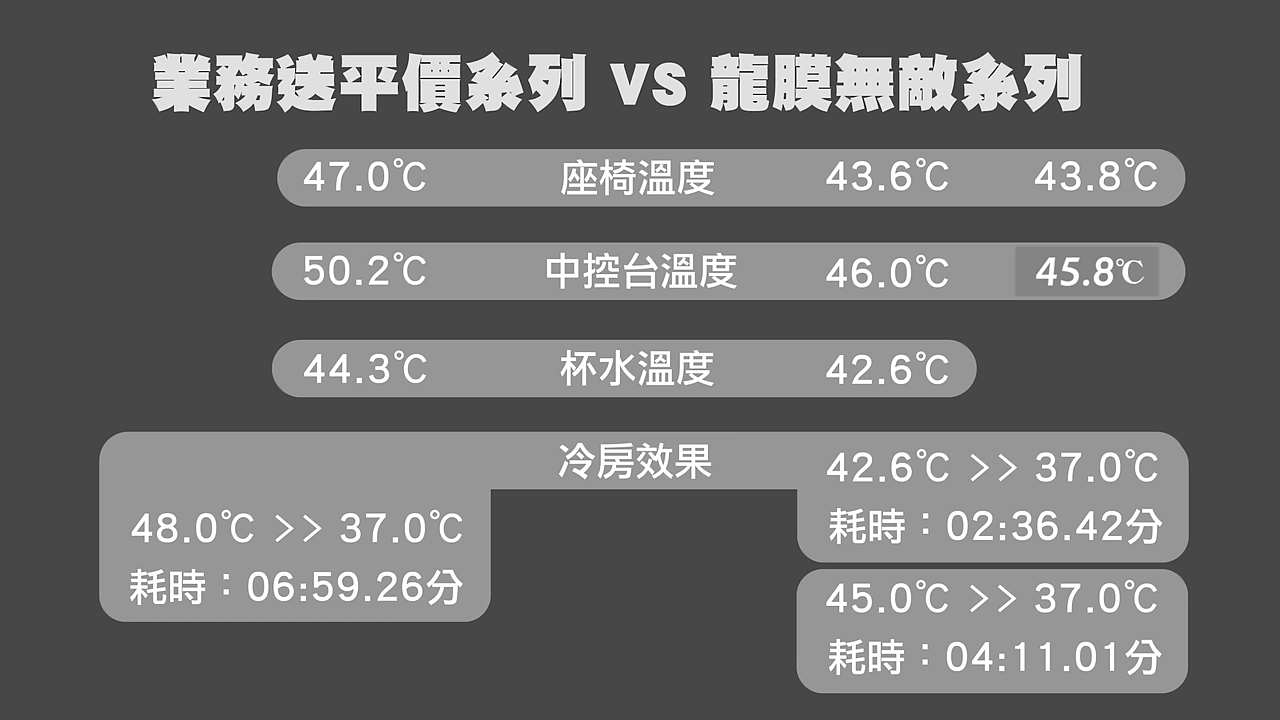 業務送平價系列 VS 龍膜無敵系列
47.0℃ 座椅溫度 43.6℃ 43.8℃
50.2℃ 中控台溫度 46.0℃ 45.8℃
44.3℃ 杯水溫度 42.6℃
冷房效果
48.0℃ >> 37.0℃
耗時：06:59.26分
42.6℃ >> 37.0℃
耗時：02:36.42分
45.0℃ >> 37.0℃
耗時：04:11.01分